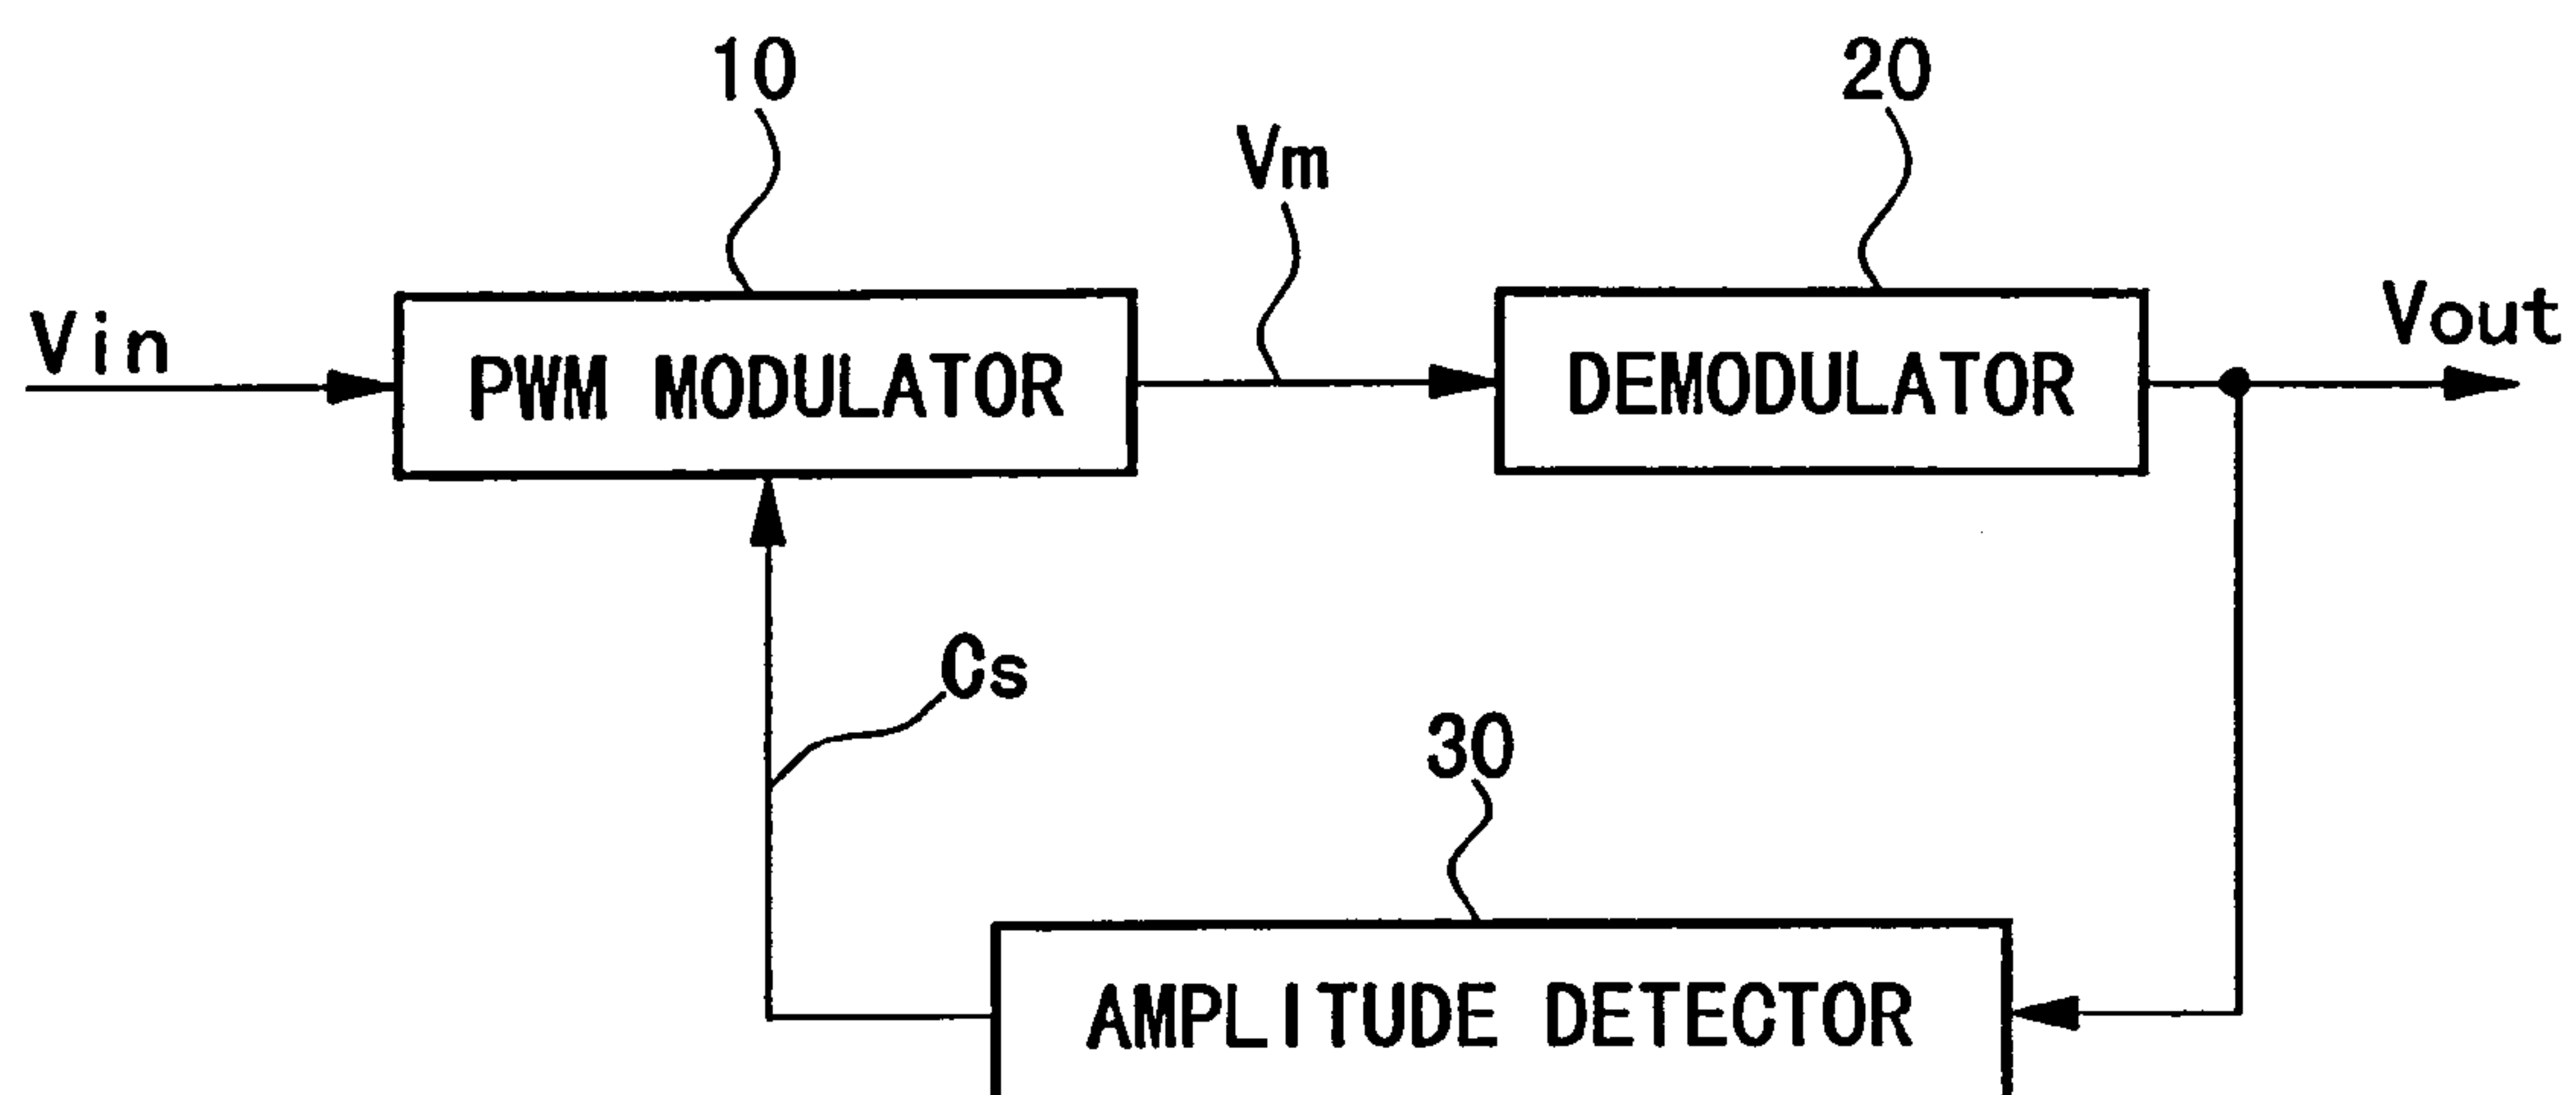 10
20
Vm
Vin
Vout
PWM MODULATOR
DEMODULATOR
Cs
30
AMPLITUDE DETECTOR